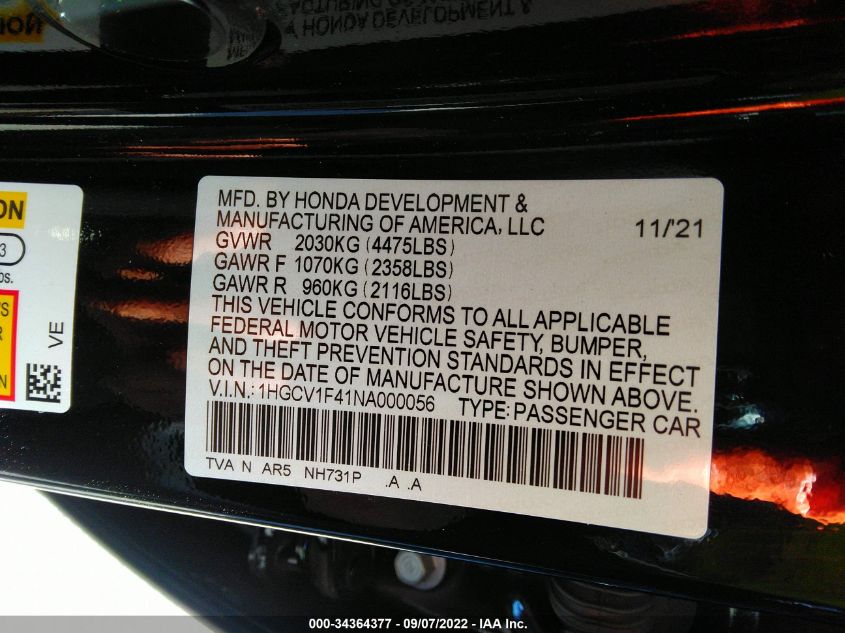 MFD. BY HONDA DEVELOPMENT &
MANUFACTURING OF AMERICA, LLC 11/'21
GVWR 2030KG (4475LBS)
GAWR F 1070KG (2358LBS)
GAWR R 960KG (2116LBS)
THIS VEHICLE CONFORMS TO ALL APPLICABLE
FEDERAL MOTOR VEHICLE SAFETY, BUMPER,
AND THEFT PREVENTION STANDARDS IN EFFECT
ON THE DATE OF MANUFACTURE SHOWN ABOVE.
V.I.N.: 1HGCV1F41NA000056 TYPE: PASSENGER CAR
TVA N AR5 NH731P .A .A
VE
000-34364377 - 09/07/2022 - IAA Inc.